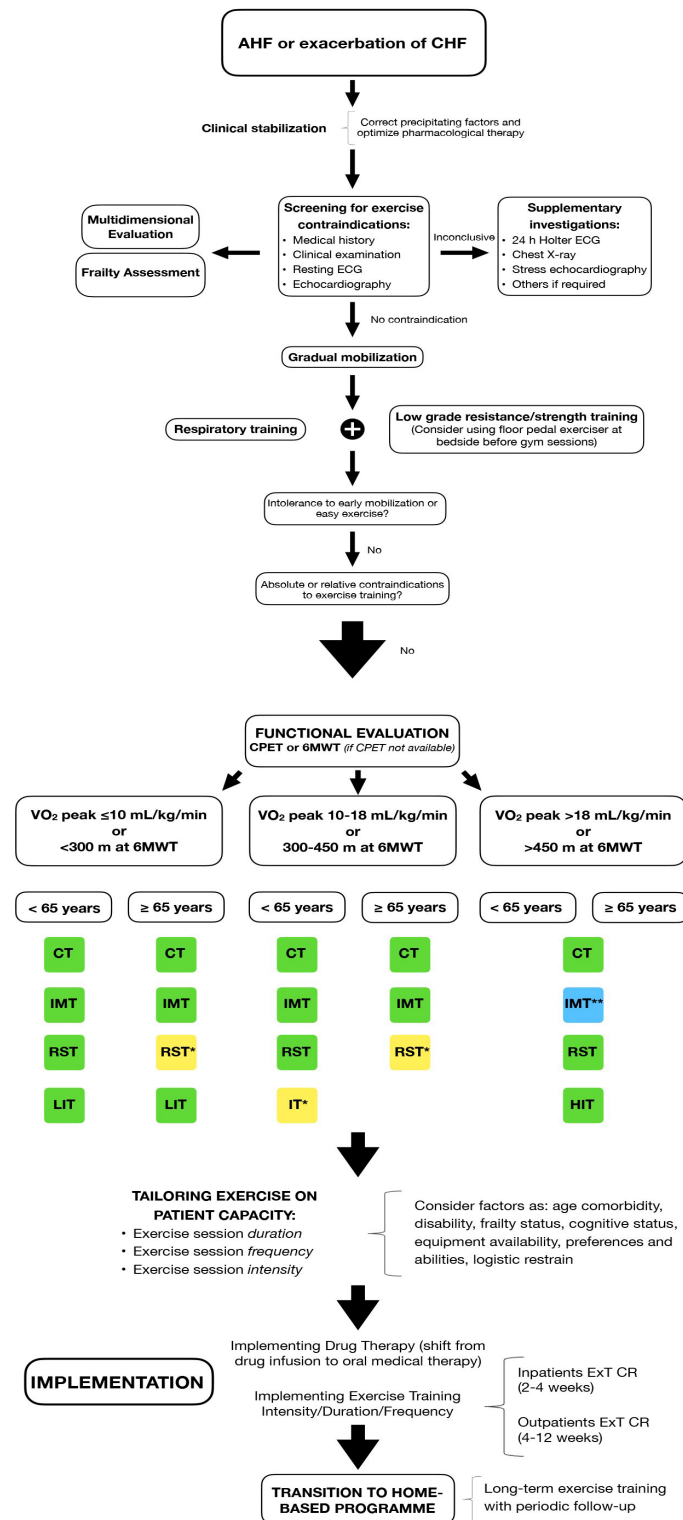 AHF or exacerbation of CHF
Clinical stabilization
Correct precipitating factors and
optimize pharmacological therapy
Multidimensional
Evaluation
Frailty Assessment
Screening for exercise
contraindications:
• Medical history
• Clinical examination
• Resting ECG
• Echocardiography
Inconclusive
Supplementary
investigations:
• 24 h Holter ECG
• Chest X-ray
• Stress echocardiography
• Others if required
No contraindication
Gradual mobilization
Respiratory training
+
Low grade resistance/strength training
(Consider using floor pedal exerciser at
bedside before gym sessions)
Intolerance to early mobilization or
easy exercise?
No
Absolute or relative contraindications
to exercise training?
No
FUNCTIONAL EVALUATION
CPET or 6MWT (if CPET not available)
VO₂ peak ≤10 mL/kg/min
or
<300 m at 6MWT
VO₂ peak 10-18 mL/kg/min
or
300-450 m at 6MWT
VO₂ peak >18 mL/kg/min
or
>450 m at 6MWT
< 65 years
≥ 65 years
< 65 years
≥ 65 years
< 65 years
≥ 65 years
CT
CT
CT
CT
CT
IMT
IMT
IMT
IMT
IMT**
RST
RST*
RST
RST*
RST
LIT
LIT
IT*
HIT
TAILORING EXERCISE ON
PATIENT CAPACITY:
• Exercise session duration
• Exercise session frequency
• Exercise session intensity
Consider factors as: age comorbidity,
disability, frailty status, cognitive status,
equipment availability, preferences and
abilities, logistic restrain
IMPLEMENTATION
Implementing Drug Therapy (shift from
drug infusion to oral medical therapy)
Implementing Exercise Training
Intensity/Duration/Frequency
Inpatients ExT CR
(2-4 weeks)
Outpatients ExT CR
(4-12 weeks)
TRANSITION TO HOME-
BASED PROGRAMME
Long-term exercise training
with periodic follow-up